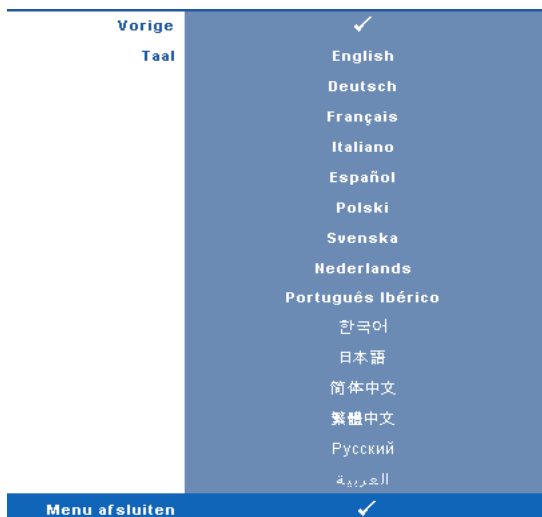 Vorige ✓
Taal English
Deutsch
Français
Italiano
Español
Polski
Svenska
Nederlands
Português Ibérico
한국어
日本語
简体中文
繁體中文
Русский
العربية
Menu afsluiten ✓